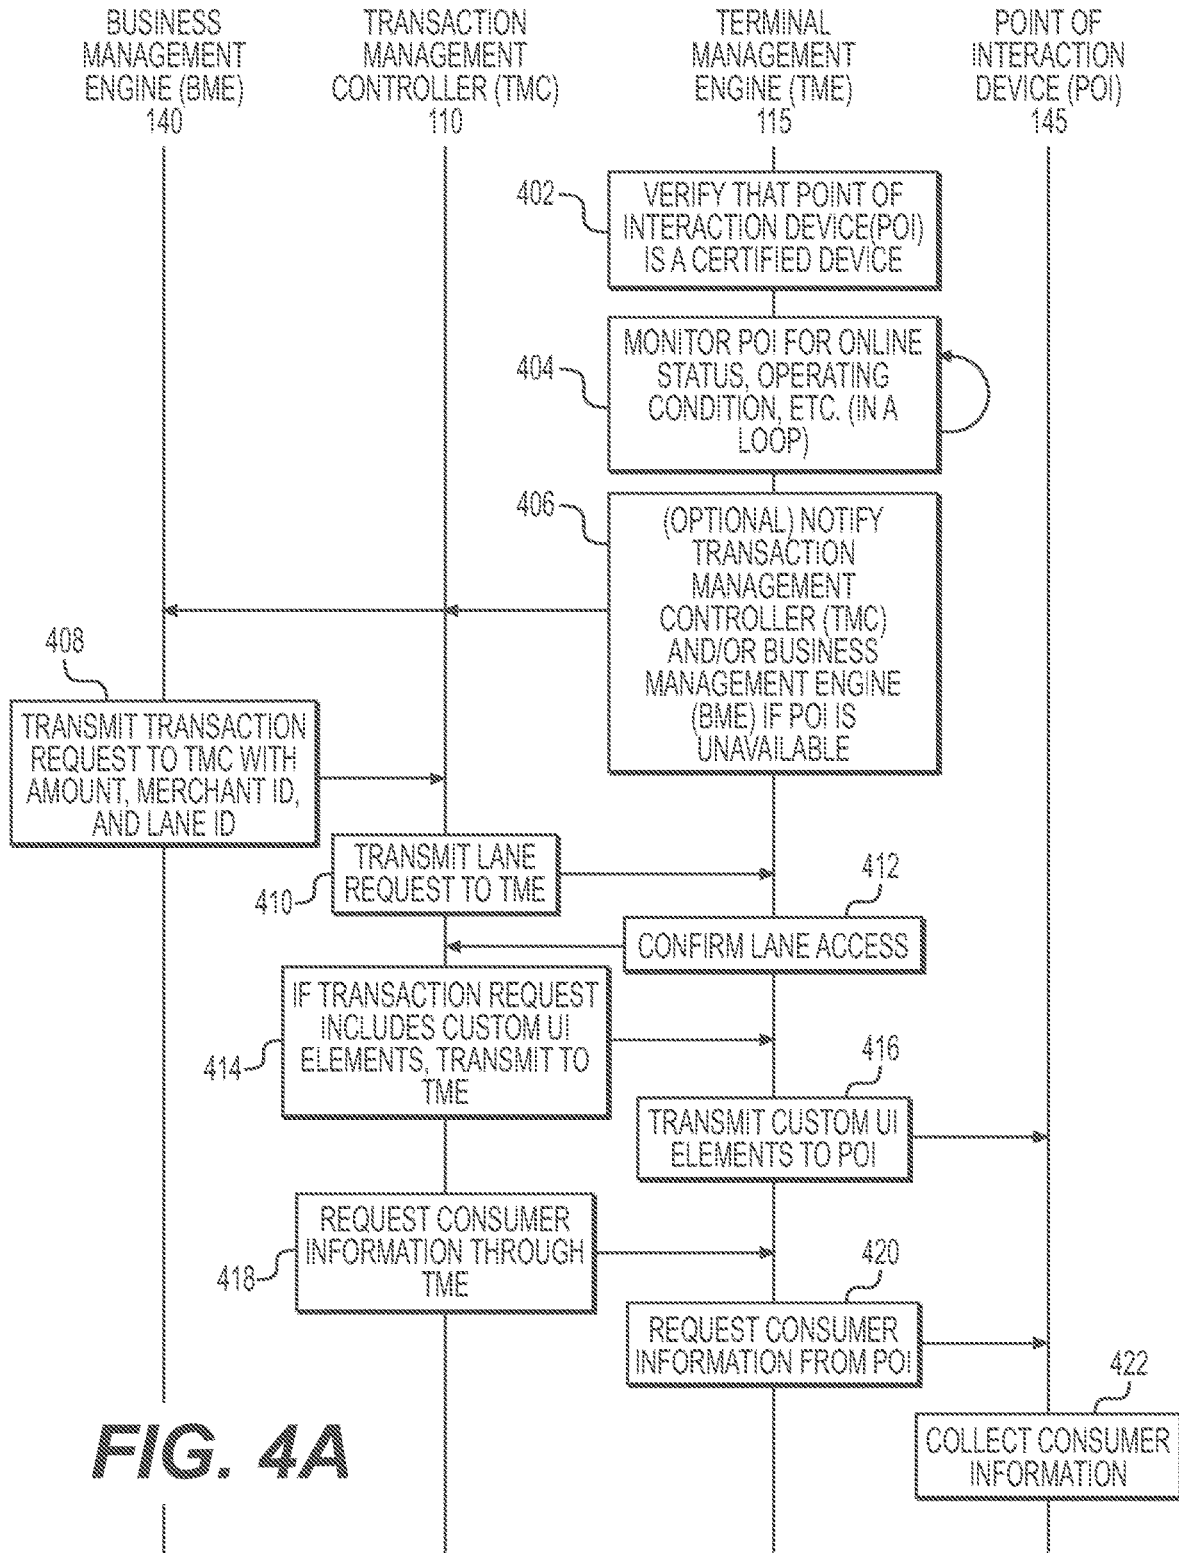 BUSINESS
MANAGEMENT
ENGINE (BME)
140
TRANSACTION
MANAGEMENT
CONTROLLER (TMC)
110
TERMINAL
MANAGEMENT
ENGINE (TME)
115
POINT OF
INTERACTION
DEVICE (POI)
145
402
VERIFY THAT POINT OF
INTERACTION DEVICE(POI)
IS A CERTIFIED DEVICE
404
MONITOR POI FOR ONLINE
STATUS, OPERATING
CONDITION, ETC. (IN A
LOOP)
406
(OPTIONAL) NOTIFY
TRANSACTION
MANAGEMENT
CONTROLLER (TMC)
AND/OR BUSINESS
MANAGEMENT ENGINE
(BME) IF POI IS
UNAVAILABLE
408
TRANSMIT TRANSACTION
REQUEST TO TMC WITH
AMOUNT, MERCHANT ID,
AND LANE ID
410
TRANSMIT LANE
REQUEST TO TME
412
CONFIRM LANE ACCESS
414
IF TRANSACTION REQUEST
INCLUDES CUSTOM UI
ELEMENTS, TRANSMIT TO
TME
416
TRANSMIT CUSTOM UI
ELEMENTS TO POI
418
REQUEST CONSUMER
INFORMATION THROUGH
TME
420
REQUEST CONSUMER
INFORMATION FROM POI
422
COLLECT CONSUMER
INFORMATION
FIG. 4A